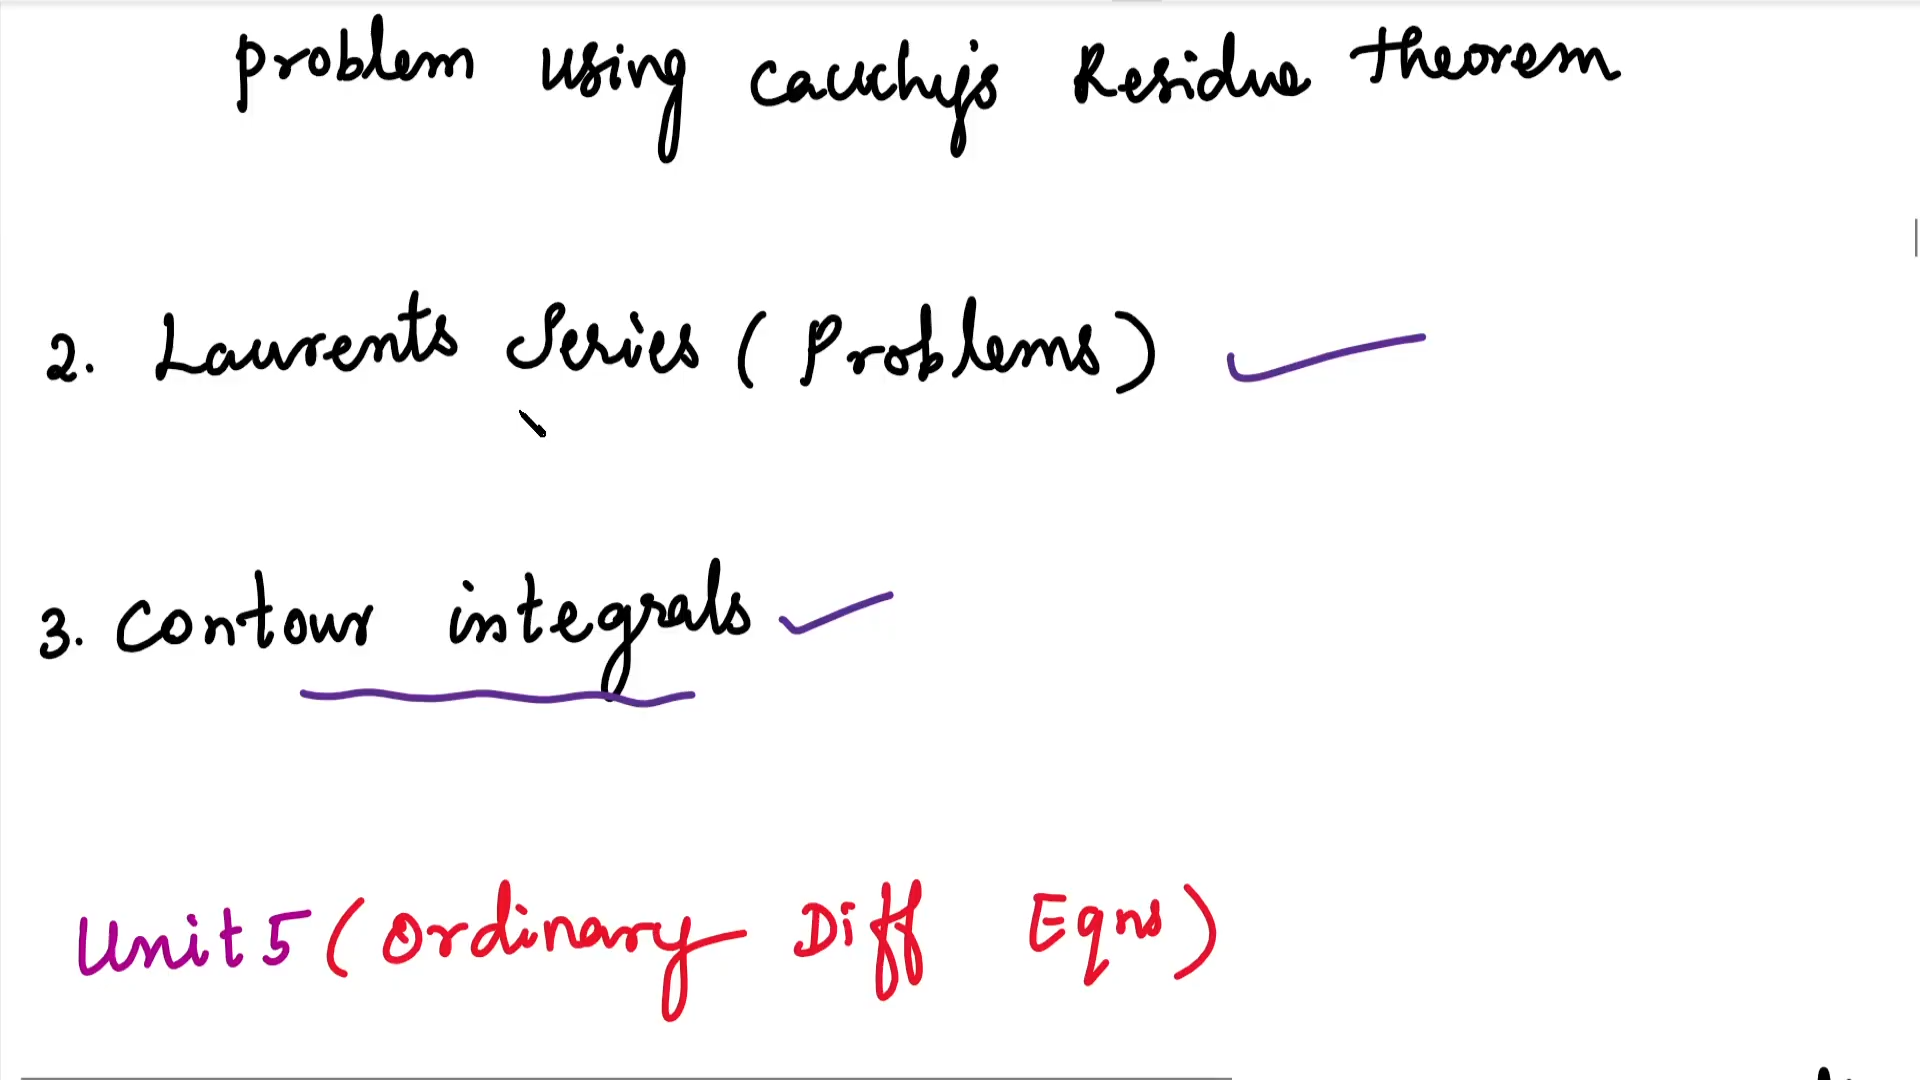 problem using cauchy's Residue theorem
2. Laurents Series (Problems)
3. Contour integrals
Unit 5 (Ordinary Diff Eqns)